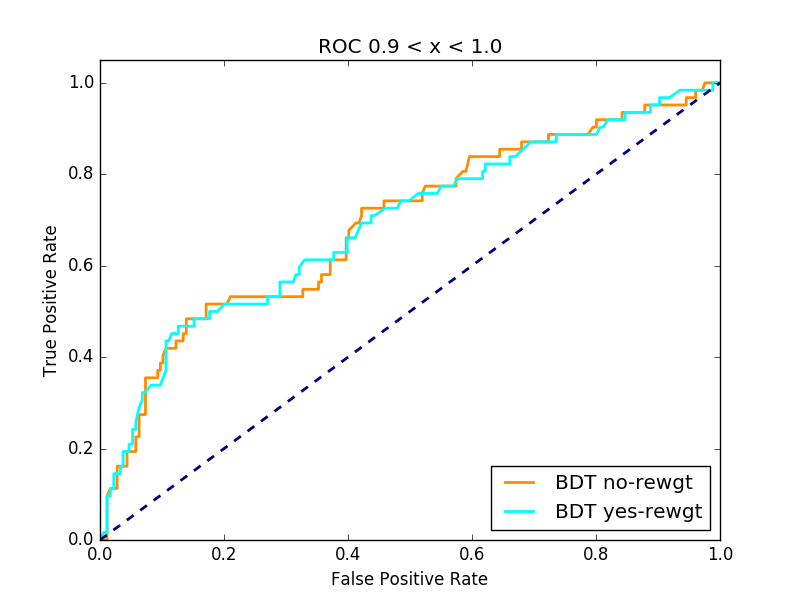 ROC 0.9 < x < 1.0
True Positive Rate
1.0
0.8
0.6
0.4
0.2
0.0
0.0 0.2 0.4 0.6 0.8 1.0
False Positive Rate
BDT no-rewgt
BDT yes-rewgt